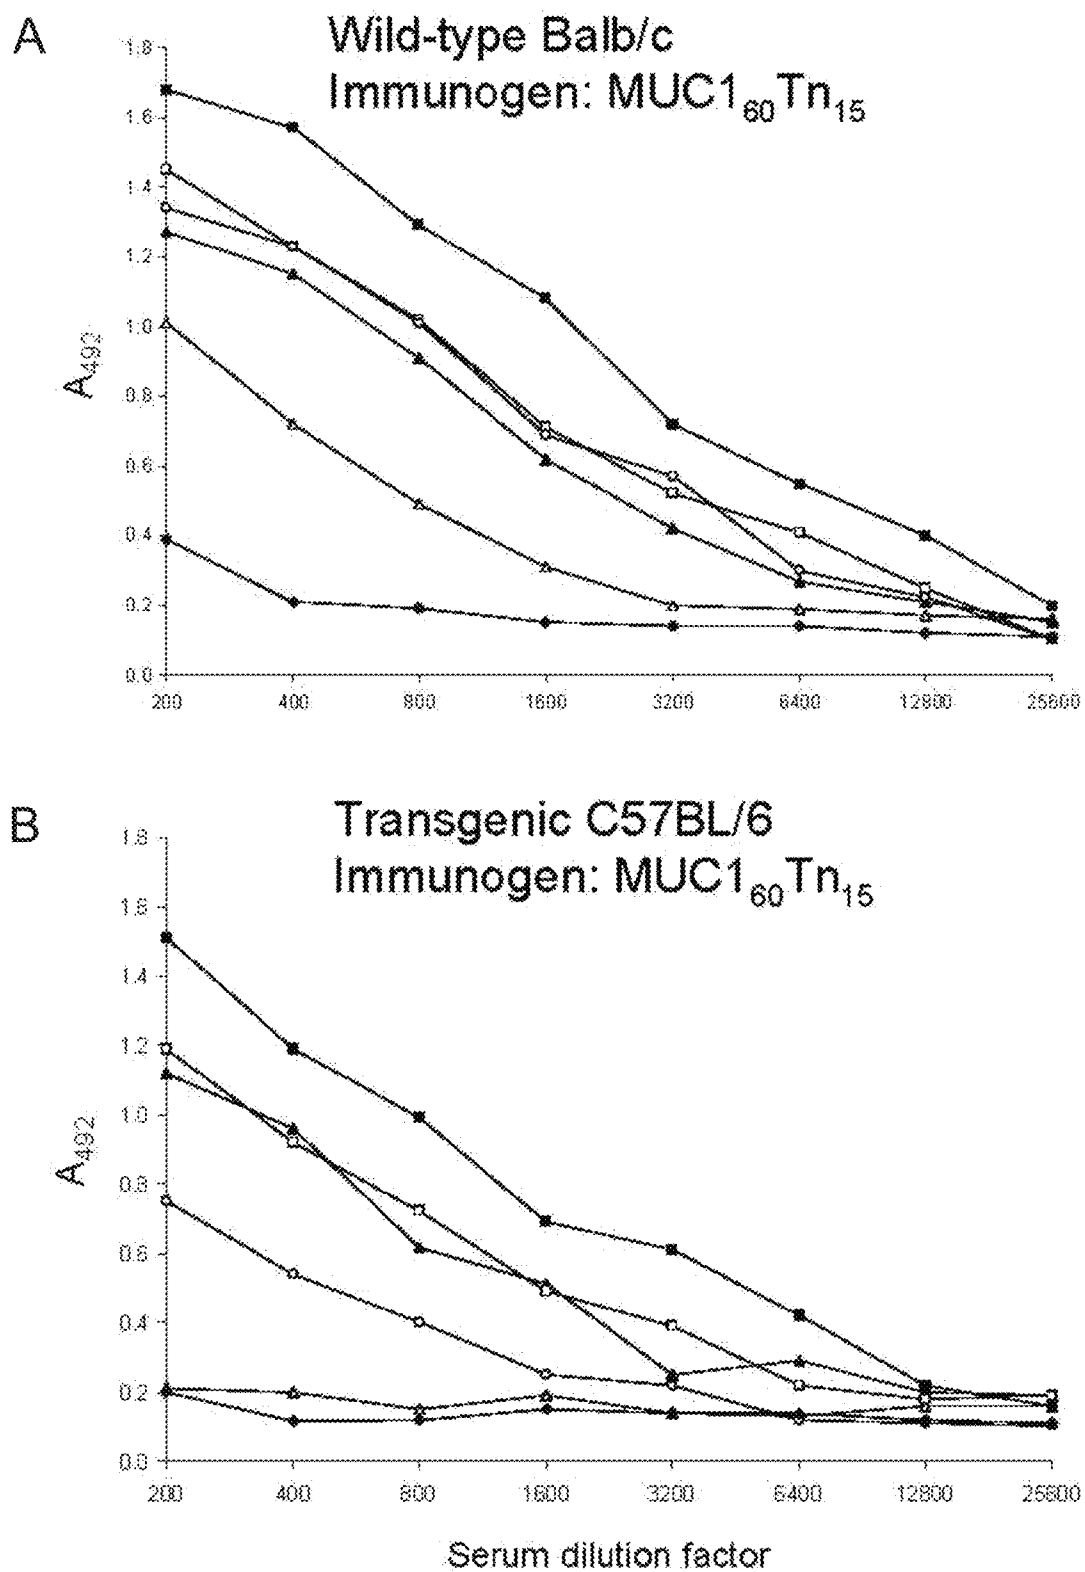 A
Wild-type Balb/c
Immunogen: MUC1₆₀Tn₁₅
1.8
1.6
1.4
1.2
1.0
0.8
0.6
0.4
0.2
0.0
A₄₉₂
200 400 800 1600 3200 6400 12800 25600
B
Transgenic C57BL/6
Immunogen: MUC1₆₀Tn₁₅
1.8
1.6
1.4
1.2
1.0
0.8
0.6
0.4
0.2
0.0
A₄₉₂
200 400 800 1600 3200 6400 12800 25600
Serum dilution factor